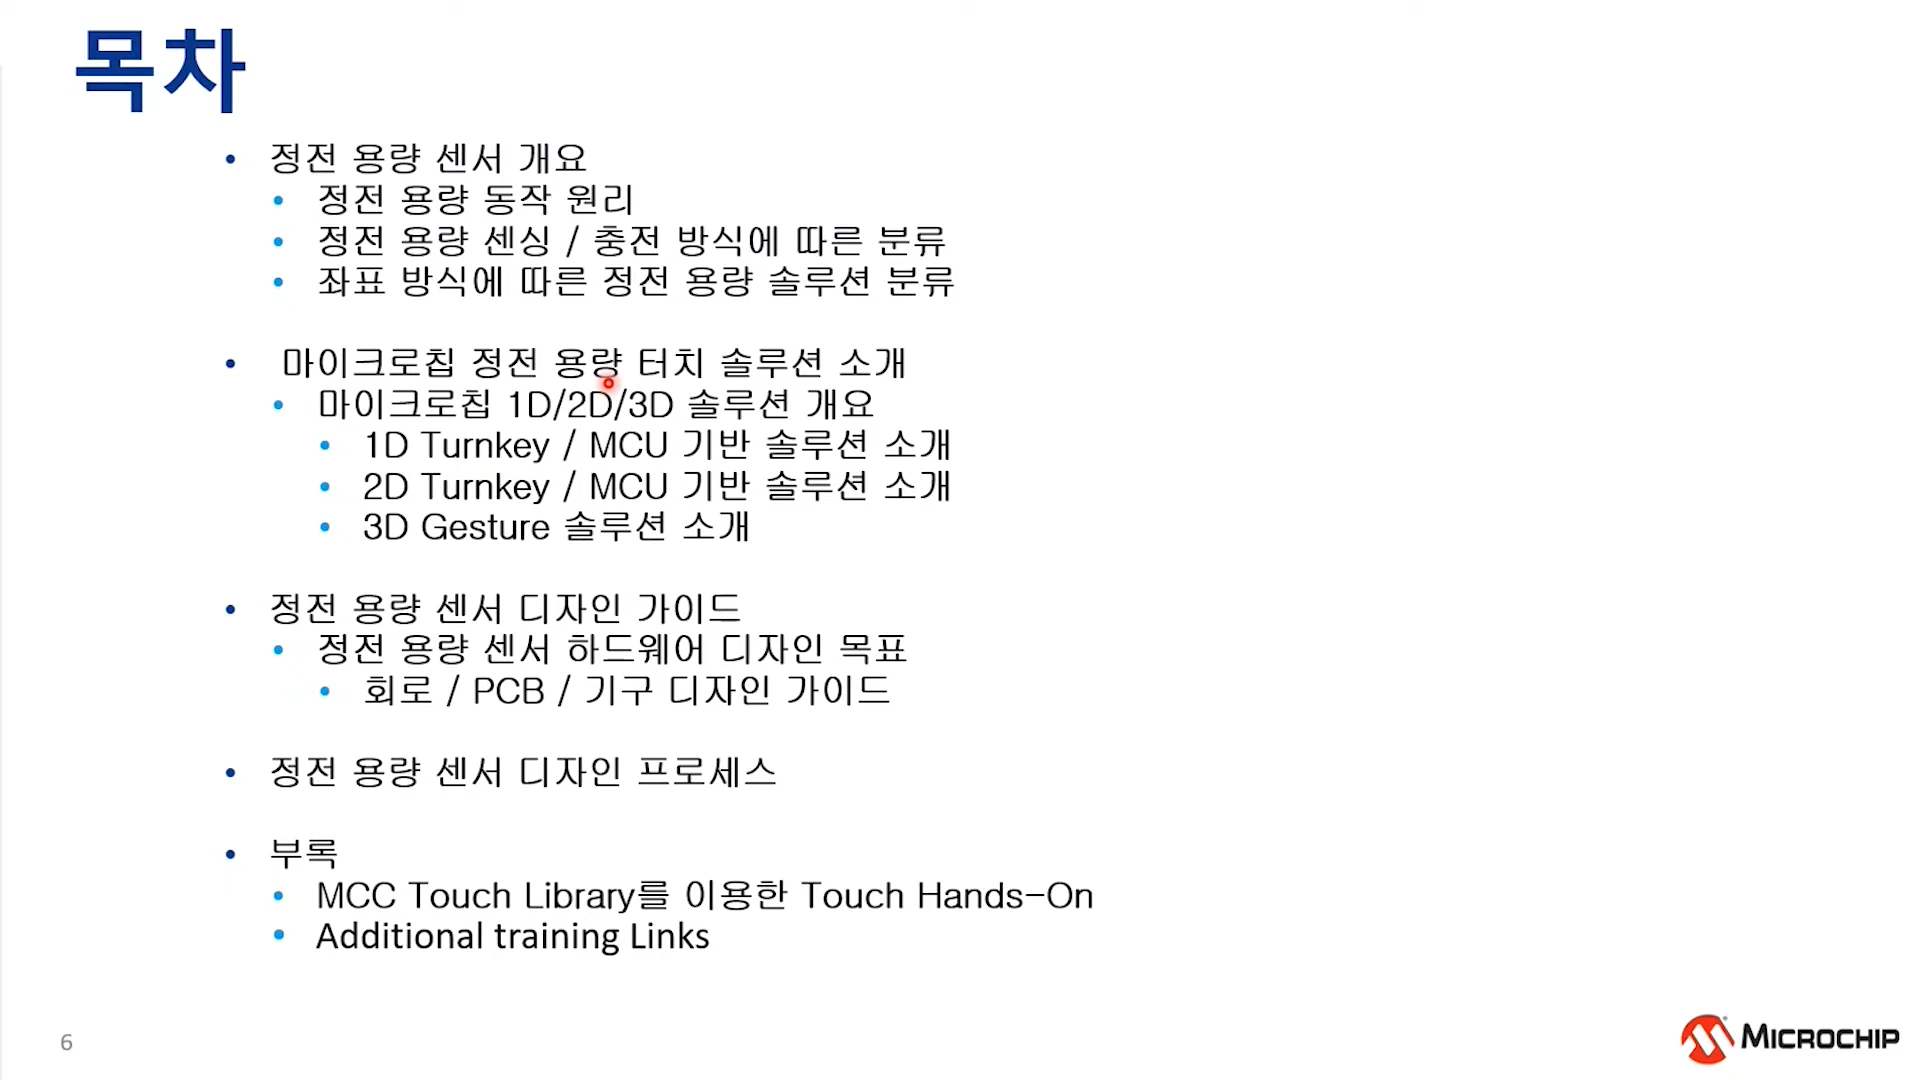 목차
• 정전 용량 센서 개요
• 정전 용량 동작 원리
• 정전 용량 센싱 / 충전 방식에 따른 분류
• 좌표 방식에 따른 정전 용량 솔루션 분류
• 마이크로칩 정전 용량 터치 솔루션 소개
• 마이크로칩 1D/2D/3D 솔루션 개요
• 1D Turnkey / MCU 기반 솔루션 소개
• 2D Turnkey / MCU 기반 솔루션 소개
• 3D Gesture 솔루션 소개
• 정전 용량 센서 디자인 가이드
• 정전 용량 센서 하드웨어 디자인 목표
• 회로 / PCB / 기구 디자인 가이드
• 정전 용량 센서 디자인 프로세스
• 부록
• MCC Touch Library를 이용한 Touch Hands-On
• Additional training Links
6
MICROCHIP